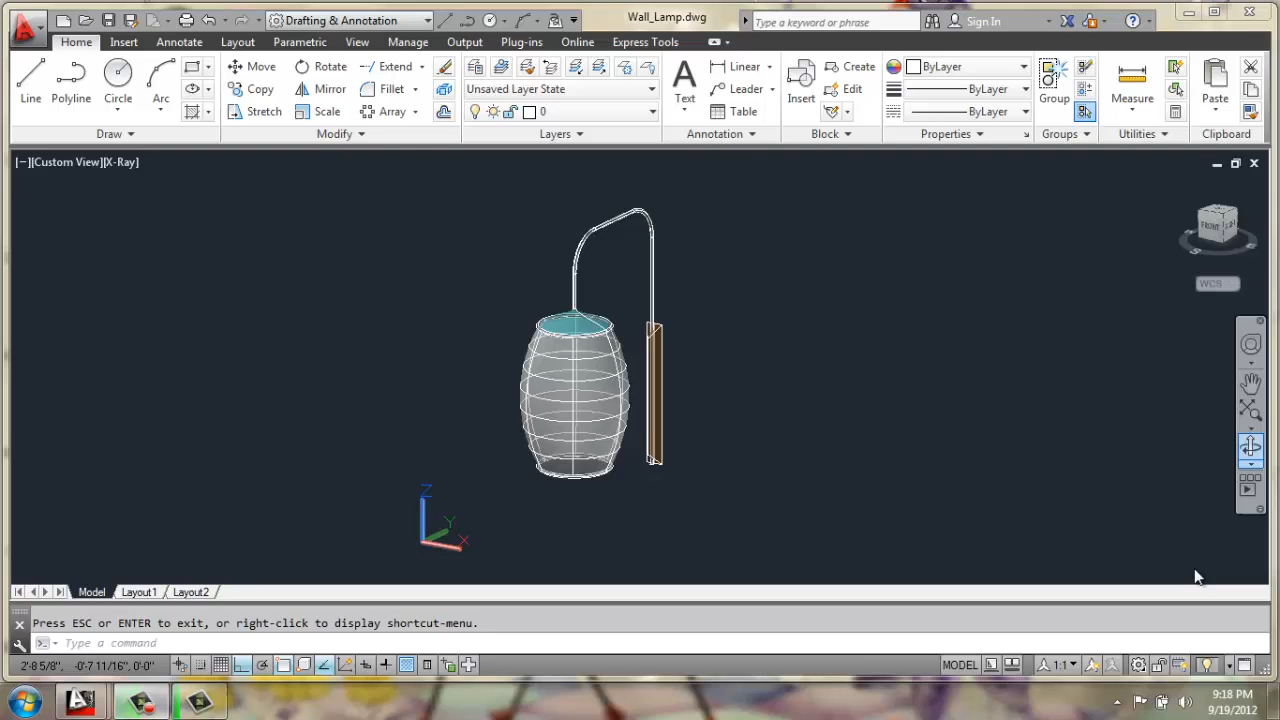 Drafting & Annotation
Wall_Lamp.dwg
Type a keyword or phrase
Sign In
Home Insert Annotate Layout Parametric View Manage Output Plug-ins Online Express Tools
Line Polyline Circle Arc
Move Rotate Extend
Copy Mirror Fillet
Stretch Scale Array
Draw Modify
Unsaved Layer State
0
Layers
Text
Linear
Leader
Table
Annotation
Insert
Create
Edit
Block
ByLayer
ByLayer
ByLayer
Properties
Group
Groups
Measure
Utilities
Paste
Clipboard
[−][Custom View][X-Ray]
FRONT
WCS
Z
Y
X
Model Layout1 Layout2
Press ESC or ENTER to exit, or right-click to display shortcut-menu.
Type a command
2'-8 5/8", -0'-7 11/16", 0'-0"
MODEL
1:1
9:18 PM
9/19/2012